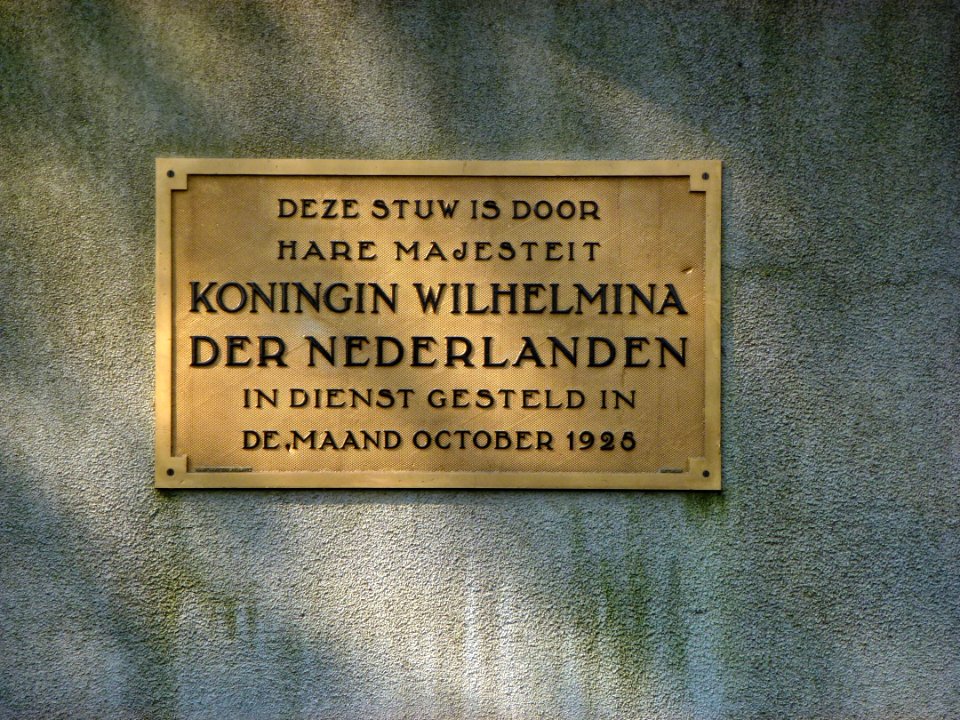 DEZE STUW IS DOOR
HARE MAJESTEIT
KONINGIN WILHELMINA
DER NEDERLANDEN
IN DIENST GESTELD IN
DE MAAND OCTOBER 1928